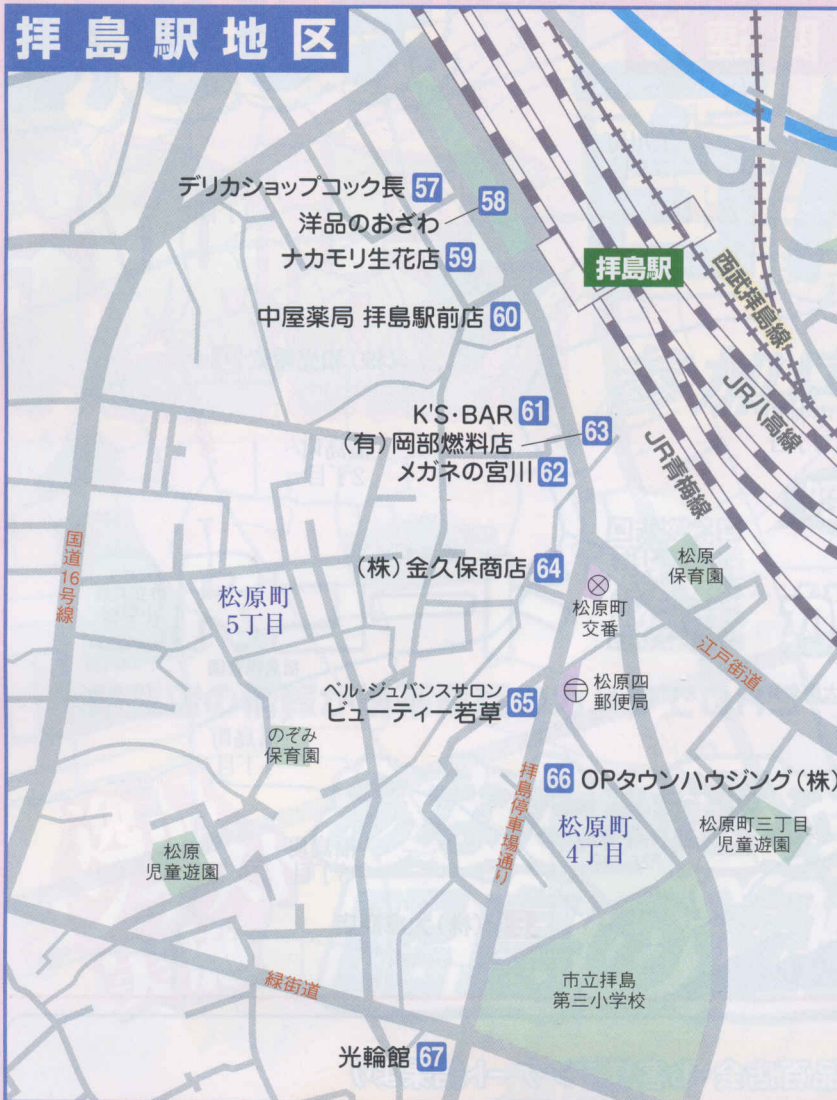 拝島駅地区
デリカショップコック長 57
58
洋品のおざわ
ナカモリ生花店 59
拝島駅
西武拝島線
中屋薬局 拝島駅前店 60
JR八高線
K'S・BAR 61
63
(有)岡部燃料店
メガネの宮川 62
JR青梅線
国道16号線
(株)金久保商店 64
松原
保育園
松原町
5丁目
松原町
交番
江戸街道
ベル・ジュバンスサロン
ビューティー若草 65
松原四
郵便局
のぞみ
保育園
拝島停車場通り
66 OPタウンハウジング(株)
松原町
4丁目
松原町三丁目
児童遊園
松原
児童遊園
緑街道
市立拝島
第三小学校
光輪館 67